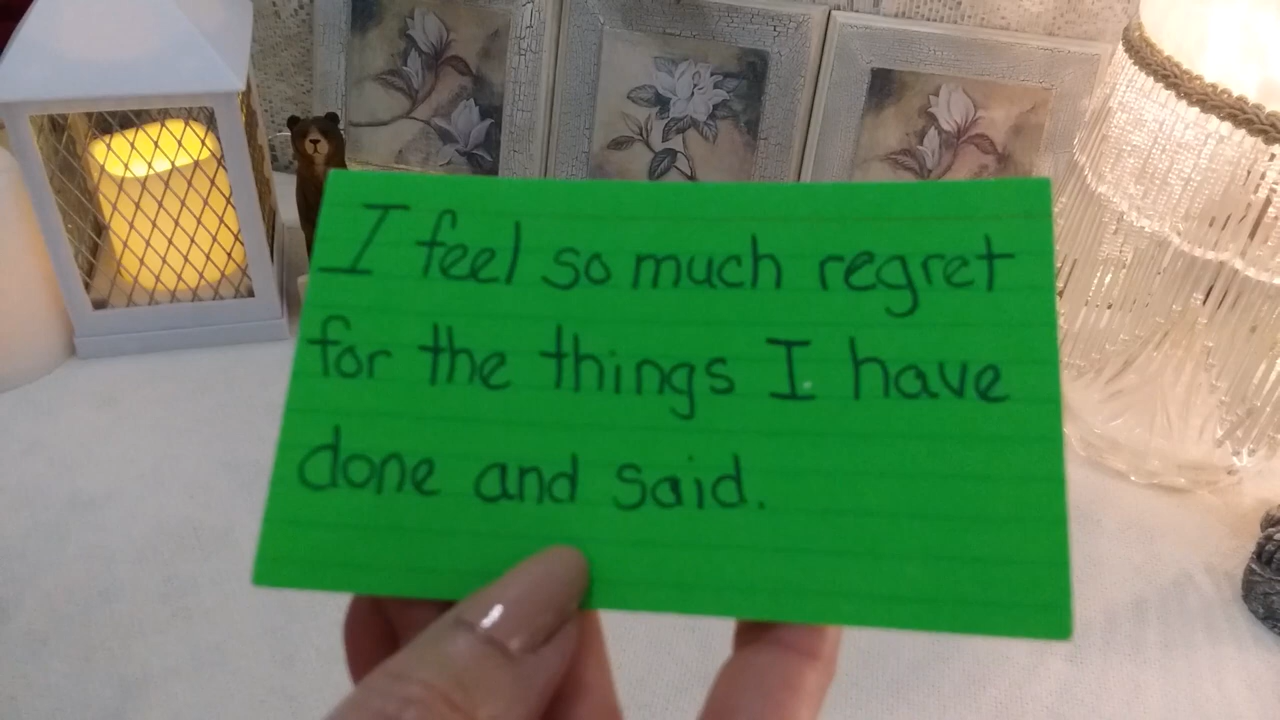 I feel so much regret
for the things I have
done and said.